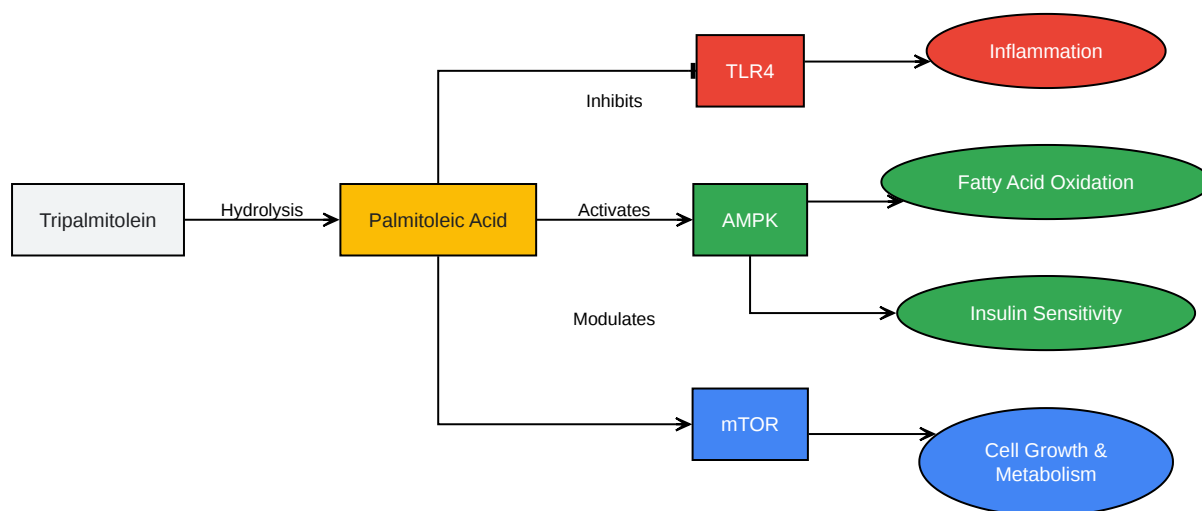 Inflammation
TLR4
Inhibits
Fatty Acid Oxidation
Tripalmitolein
Hydrolysis
Palmitoleic Acid
Activates
AMPK
Insulin Sensitivity
Modulates
mTOR
Cell Growth &
Metabolism